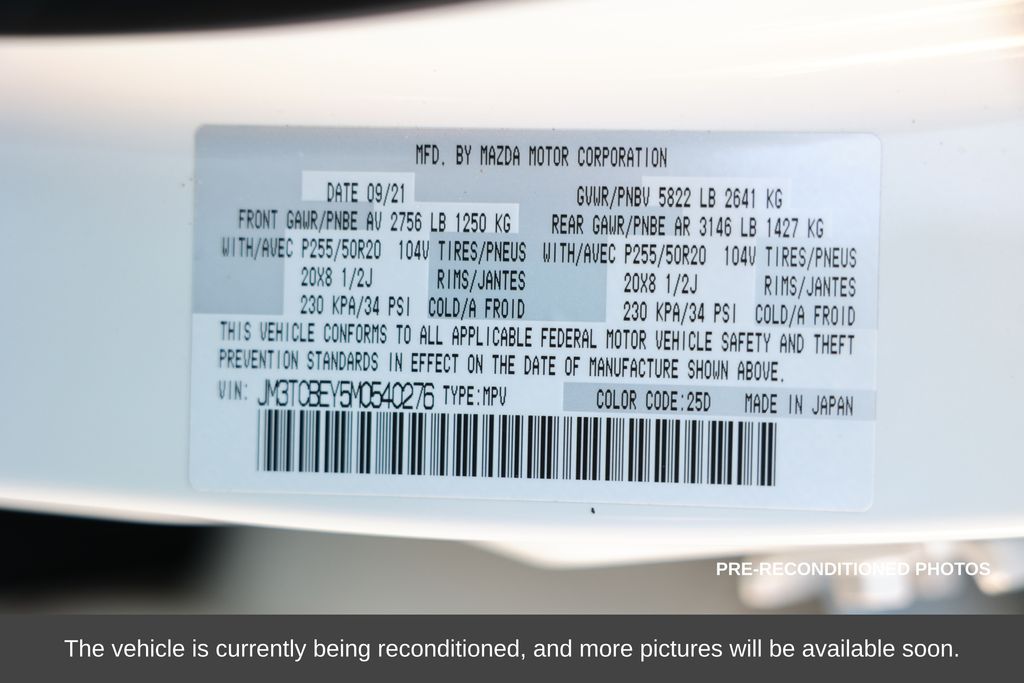 MFD. BY MAZDA MOTOR CORPORATION
DATE 09/21 GVWR/PNBV 5822 LB 2641 KG
FRONT GAWR/PNBE AV 2756 LB 1250 KG REAR GAWR/PNBE AR 3146 LB 1427 KG
WITH/AVEC P255/50R20 104V TIRES/PNEUS WITH/AVEC P255/50R20 104V TIRES/PNEUS
20X8 1/2J RIMS/JANTES 20X8 1/2J RIMS/JANTES
230 KPA/34 PSI COLD/A FROID 230 KPA/34 PSI COLD/A FROID
THIS VEHICLE CONFORMS TO ALL APPLICABLE FEDERAL MOTOR VEHICLE SAFETY AND THEFT
PREVENTION STANDARDS IN EFFECT ON THE DATE OF MANUFACTURE SHOWN ABOVE.
VIN: JM3TCBEY5M0540276 TYPE:MPV COLOR CODE:25D MADE IN JAPAN
PRE-RECONDITIONED PHOTOS
The vehicle is currently being reconditioned, and more pictures will be available soon.